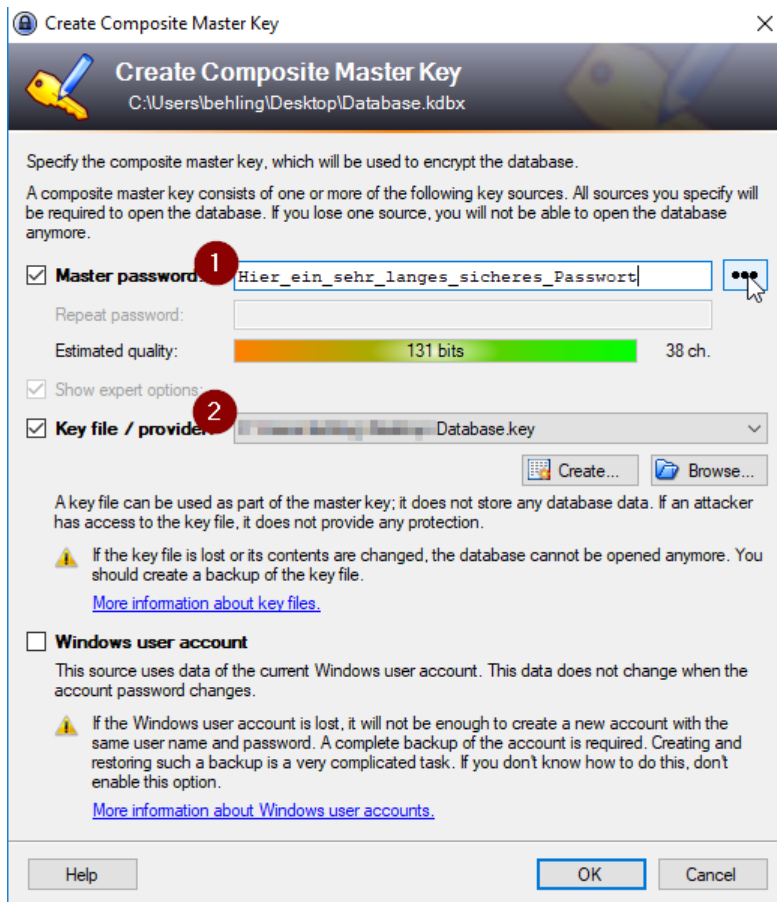 Create Composite Master Key
Create Composite Master Key
C:\Users\behling\Desktop\Database.kdbx
Specify the composite master key, which will be used to encrypt the database.
A composite master key consists of one or more of the following key sources. All sources you specify will
be required to open the database. If you lose one source, you will not be able to open the database
anymore.
1
Master password: Hier_ein_sehr_langes_sicheres_Passwort
Repeat password:
Estimated quality: 131 bits 38 ch.
Show expert options:
2
Key file / provider: Database.key
Create... Browse...
A key file can be used as part of the master key; it does not store any database data. If an attacker
has access to the key file, it does not provide any protection.
If the key file is lost or its contents are changed, the database cannot be opened anymore. You
should create a backup of the key file.
More information about key files.
Windows user account
This source uses data of the current Windows user account. This data does not change when the
account password changes.
If the Windows user account is lost, it will not be enough to create a new account with the
same user name and password. A complete backup of the account is required. Creating and
restoring such a backup is a very complicated task. If you don't know how to do this, don't
enable this option.
More information about Windows user accounts.
Help OK Cancel